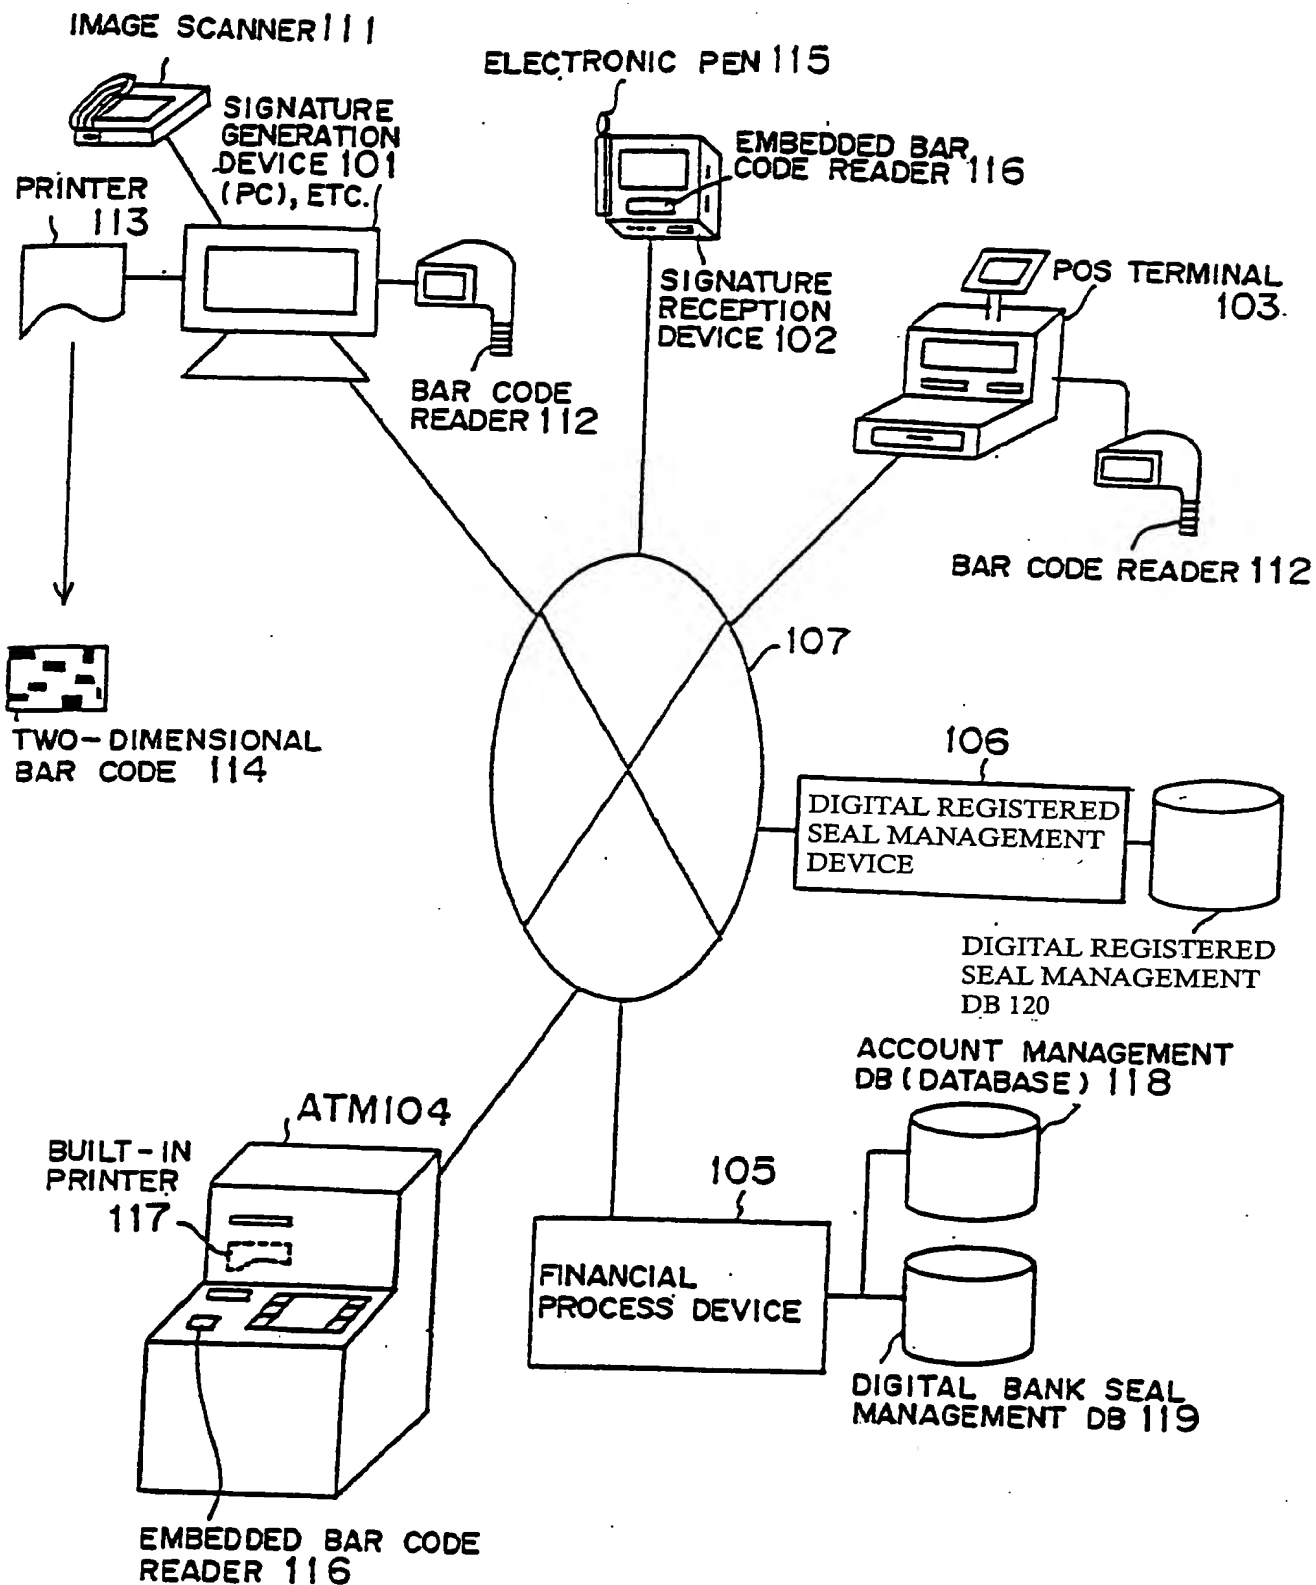 IMAGE SCANNER 111
ELECTRONIC PEN 115
SIGNATURE
GENERATION
DEVICE 101
(PC), ETC.
EMBEDDED BAR
CODE READER 116
PRINTER
113
SIGNATURE
RECEPTION
DEVICE 102
POS TERMINAL
103
BAR CODE
READER 112
BAR CODE READER 112
107
TWO-DIMENSIONAL
BAR CODE 114
106
DIGITAL REGISTERED
SEAL MANAGEMENT
DEVICE
DIGITAL REGISTERED
SEAL MANAGEMENT
DB 120
ACCOUNT MANAGEMENT
DB (DATABASE) 118
ATM104
BUILT-IN
PRINTER
117
105
FINANCIAL
PROCESS DEVICE
DIGITAL BANK SEAL
MANAGEMENT DB 119
EMBEDDED BAR CODE
READER 116